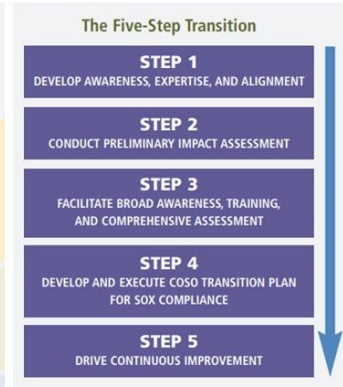 The Five-Step Transition
STEP 1
DEVELOP AWARENESS, EXPERTISE, AND ALIGNMENT
STEP 2
CONDUCT PRELIMINARY IMPACT ASSESSMENT
STEP 3
FACILITATE BROAD AWARENESS, TRAINING,
AND COMPREHENSIVE ASSESSMENT
STEP 4
DEVELOP AND EXECUTE COSO TRANSITION PLAN
FOR SOX COMPLIANCE
STEP 5
DRIVE CONTINUOUS IMPROVEMENT